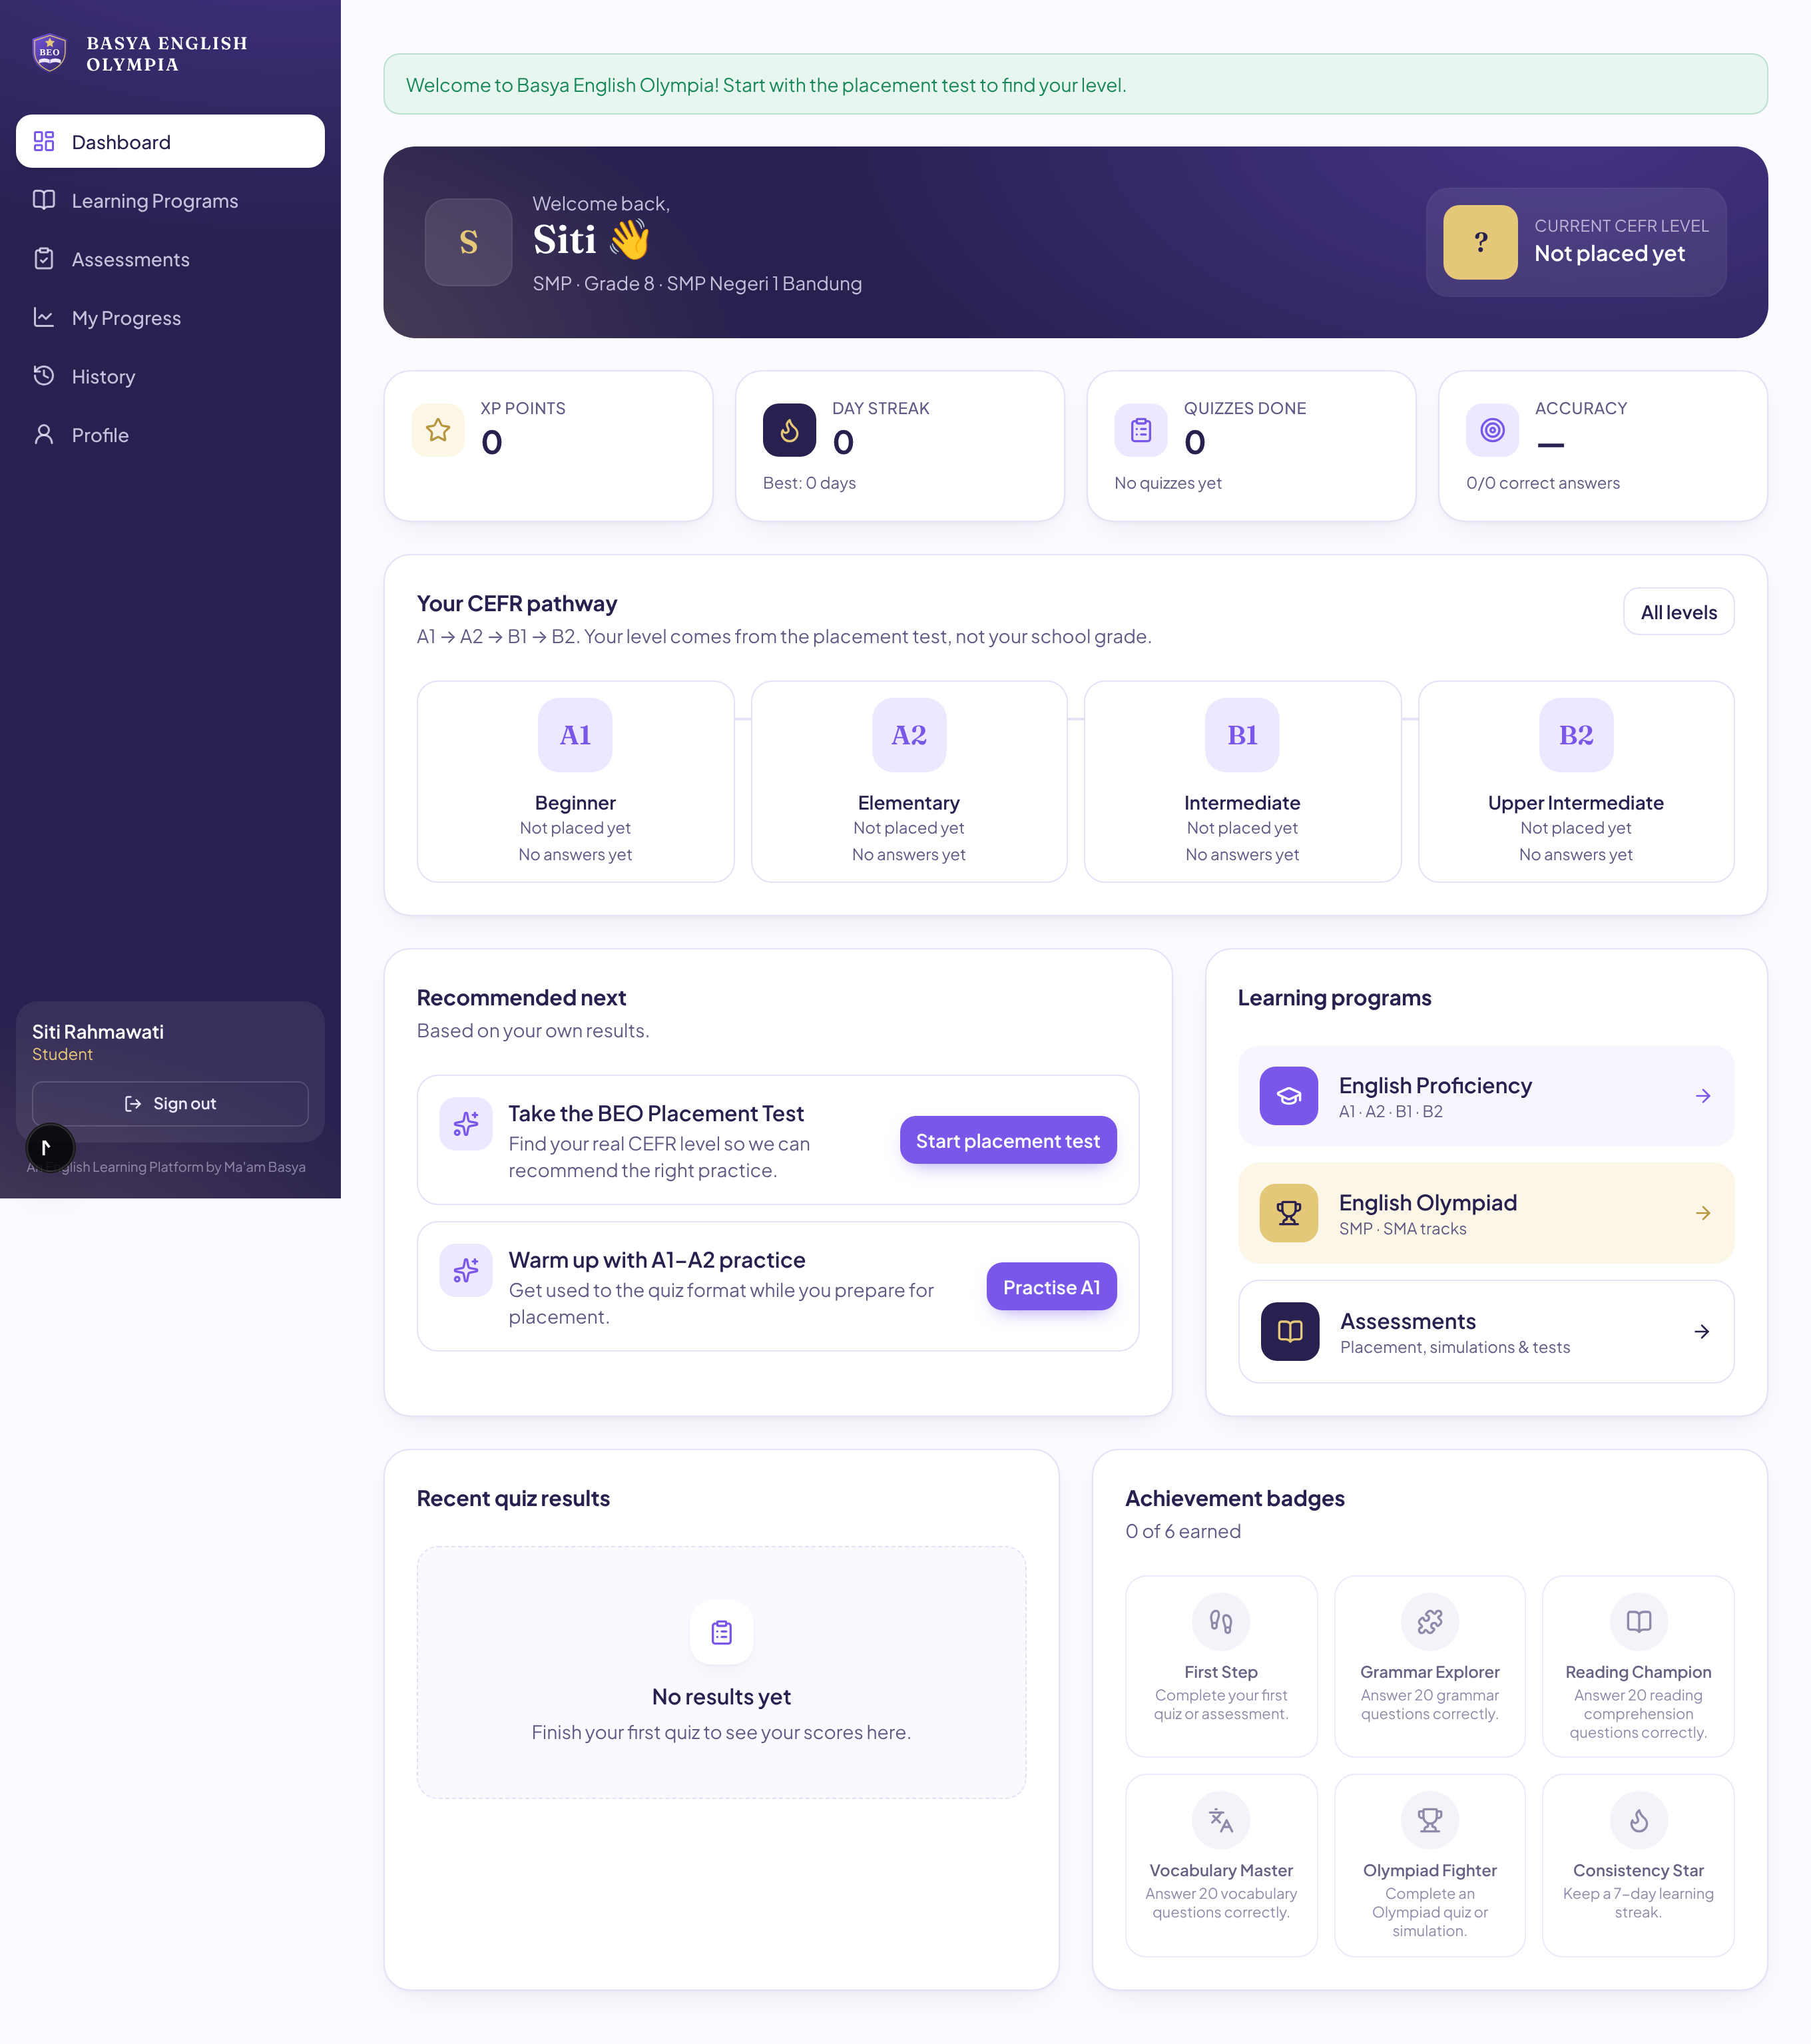 BEO
BASYA ENGLISH
OLYMPIA
Dashboard
Learning Programs
Assessments
My Progress
History
Profile
Siti Rahmawati
Student
Sign out
English Learning Platform by Ma'am Basya
Welcome to Basya English Olympia! Start with the placement test to find your level.
S
Welcome back,
Siti 👋
SMP · Grade 8 · SMP Negeri 1 Bandung
?
CURRENT CEFR LEVEL
Not placed yet
XP POINTS
0
DAY STREAK
0
Best: 0 days
QUIZZES DONE
0
No quizzes yet
ACCURACY
—
0/0 correct answers
Your CEFR pathway
A1 → A2 → B1 → B2. Your level comes from the placement test, not your school grade.
All levels
A1
Beginner
Not placed yet
No answers yet
A2
Elementary
Not placed yet
No answers yet
B1
Intermediate
Not placed yet
No answers yet
B2
Upper Intermediate
Not placed yet
No answers yet
Recommended next
Based on your own results.
Take the BEO Placement Test
Find your real CEFR level so we can
recommend the right practice.
Start placement test
Warm up with A1–A2 practice
Get used to the quiz format while you prepare for
placement.
Practise A1
Learning programs
English Proficiency
A1 · A2 · B1 · B2
English Olympiad
SMP · SMA tracks
Assessments
Placement, simulations & tests
Recent quiz results
No results yet
Finish your first quiz to see your scores here.
Achievement badges
0 of 6 earned
First Step
Complete your first
quiz or assessment.
Grammar Explorer
Answer 20 grammar
questions correctly.
Reading Champion
Answer 20 reading
comprehension
questions correctly.
Vocabulary Master
Answer 20 vocabulary
questions correctly.
Olympiad Fighter
Complete an
Olympiad quiz or
simulation.
Consistency Star
Keep a 7-day learning
streak.